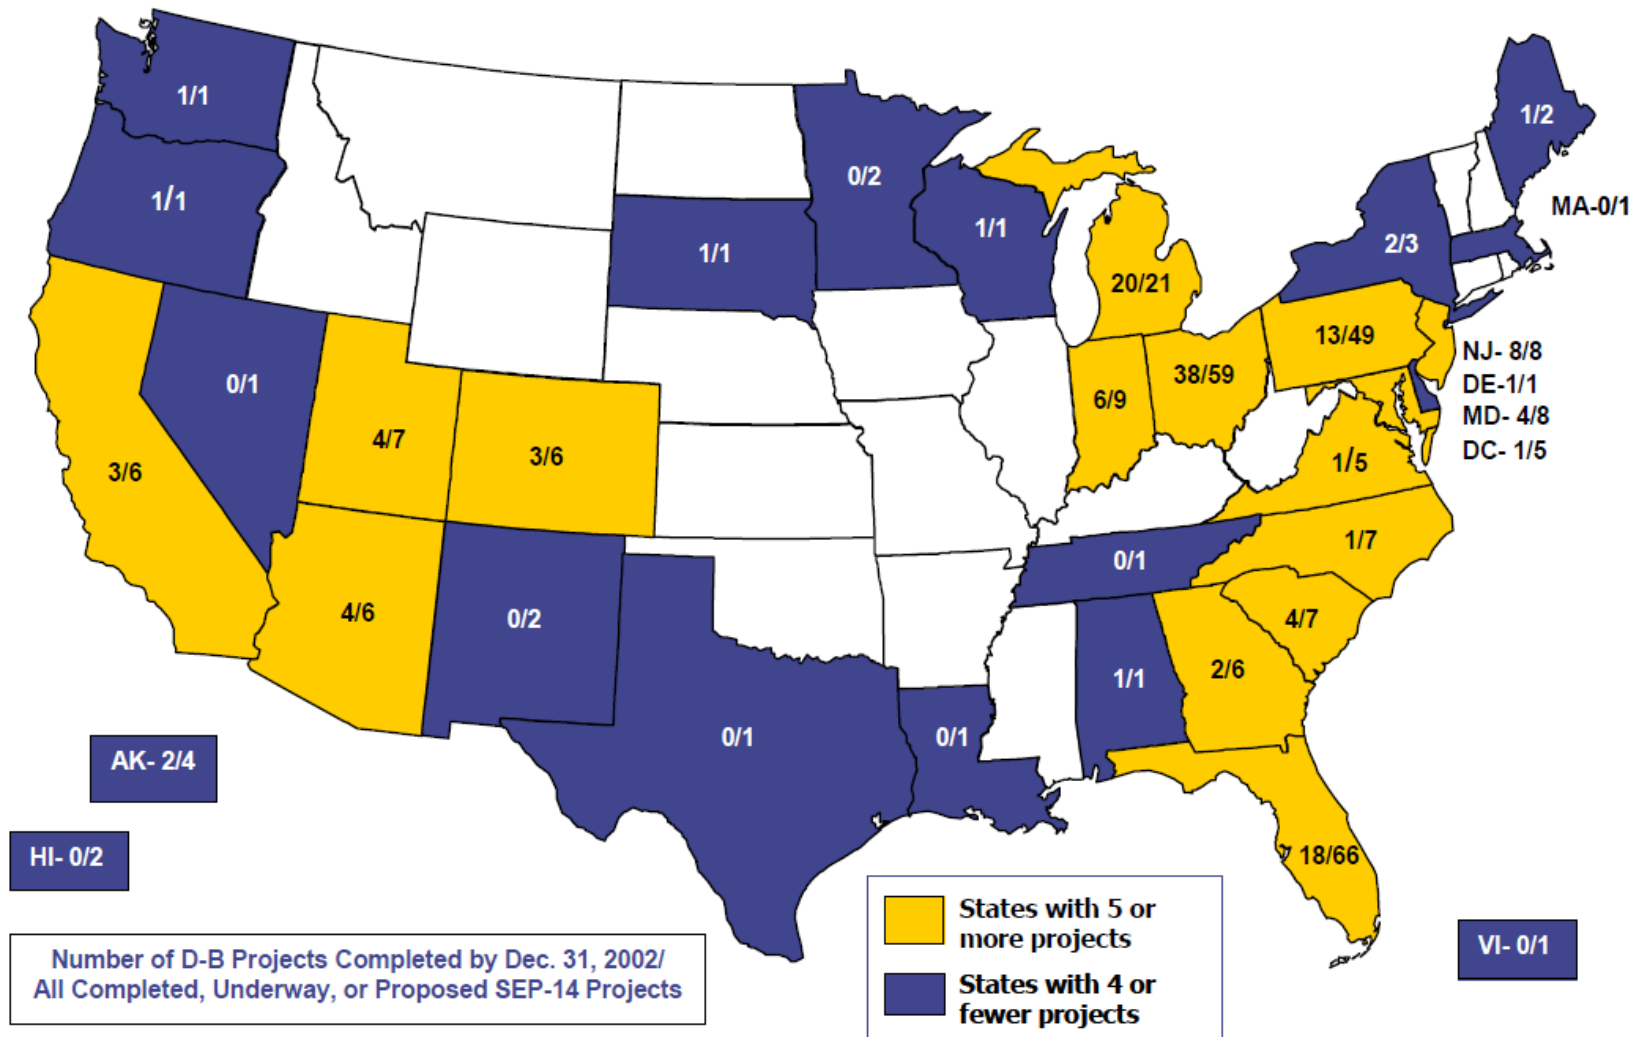 1/1
1/2
0/2
1/1
MA-0/1
1/1
2/3
1/1
20/21
13/49
NJ- 8/8
38/59
0/1
DE-1/1
6/9
MD- 4/8
4/7
DC- 1/5
3/6
3/6
1/5
1/7
0/1
4/6
0/2
4/7
2/6
1/1
0/1
0/1
AK- 2/4
HI- 0/2
18/66
States with 5 or
more projects
VI- 0/1
Number of D-B Projects Completed by Dec. 31, 2002/
All Completed, Underway, or Proposed SEP-14 Projects
States with 4 or
fewer projects